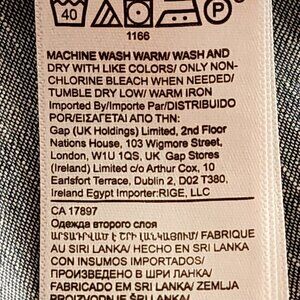 40 P
1166
MACHINE WASH WARM/ WASH AND
DRY WITH LIKE COLORS/ ONLY NON-
CHLORINE BLEACH WHEN NEEDED/
TUMBLE DRY LOW/ WARM IRON
Imported By/Importe Par/DISTRIBUIDO
POR/ΕΙΣΑΓΕΤΑΙ ΑΠΟ ΤΗΝ:
Gap (UK Holdings) Limited, 2nd Floor
Nations House, 103 Wigmore Street,
London, W1U 1QS, UK Gap Stores
(Ireland) Limited c/o Arthur Cox, 10
Earlsfort Terrace, Dublin 2, D02 T380,
Ireland Egypt Importer:RIGE, LLC
CA 17897
Одежда второго слоя
FABRIQUE
AU SRI LANKA/ HECHO EN SRI LANKA
CON INSUMOS IMPORTADOS/
ПРОИЗВЕДЕНО В ШРИ ЛАНКА/
FABRICADO EM SRI LANKA/ ZEMLJA
PROIZVODNJE ŠRI LANKA/